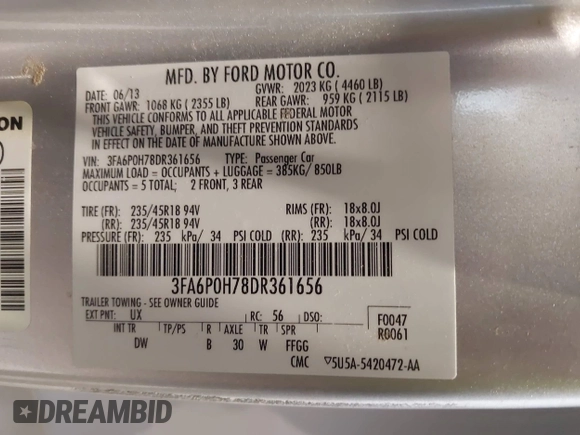 MFD. BY FORD MOTOR CO.
DATE: 06/13 GVWR: 2023 KG ( 4460 LB)
FRONT GAWR: 1068 KG ( 2355 LB) REAR GAWR: 959 KG ( 2115 LB)
THIS VEHICLE CONFORMS TO ALL APPLICABLE FEDERAL MOTOR
VEHICLE SAFETY, BUMPER, AND THEFT PREVENTION STANDARDS
IN EFFECT ON THE DATE OF MANUFACTURE SHOWN ABOVE.
VIN: 3FA6P0H78DR361656 TYPE: Passenger Car
MAXIMUM LOAD = OCCUPANTS + LUGGAGE = 385KG/ 850LB
OCCUPANTS = 5 TOTAL; 2 FRONT, 3 REAR
TIRE (FR): 235/45R18 94V RIMS (FR): 18x8.0J
(RR): 235/45R18 94V (RR): 18x8.0J
PRESSURE (FR): 235 kPa/ 34 PSI COLD (RR): 235 kPa/ 34 PSI COLD
3FA6P0H78DR361656
TRAILER TOWING - SEE OWNER GUIDE
EXT PNT: UX RC: 56 DSO: F0047
R0061
INT TR TP/PS R AXLE TR SPR
DW B 30 W FFGG
CMC ▽5U5A-5420472-AA
ON
DREAMBID